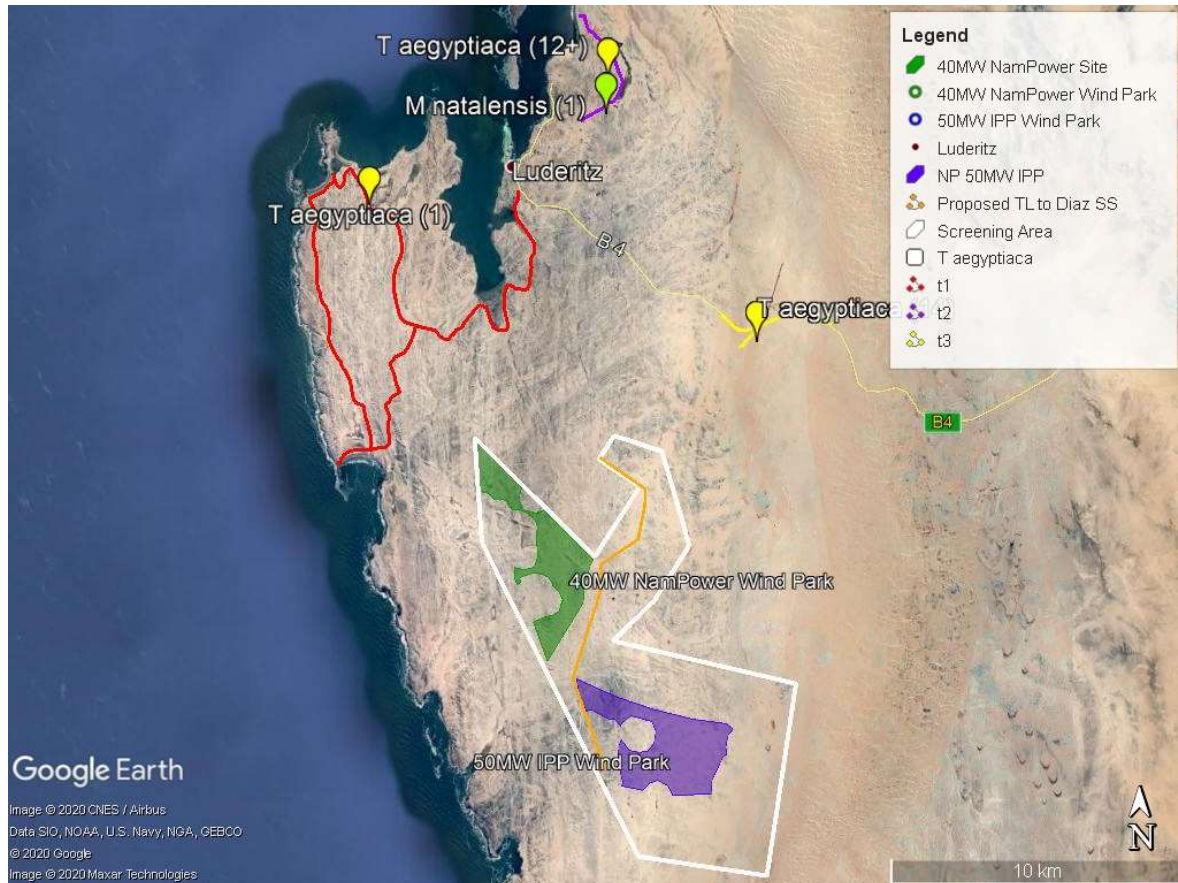 T aegyptiaca (12+)
M natalensis (1)
Luderitz
T aegyptiaca (1)
B 4
T aegyptiaca
B4
40MW NamPower Wind Park
50MW IPP Wind Park
Legend
40MW NamPower Site
40MW NamPower Wind Park
50MW IPP Wind Park
Luderitz
NP 50MW IPP
Proposed TL to Diaz SS
Screening Area
T aegyptiaca
t1
t2
t3
Google Earth
Image © 2020 CNES / Airbus
Data SIO, NOAA, U.S. Navy, NGA, GEBCO
© 2020 Google
Image © 2020 Maxar Technologies
N
10 km